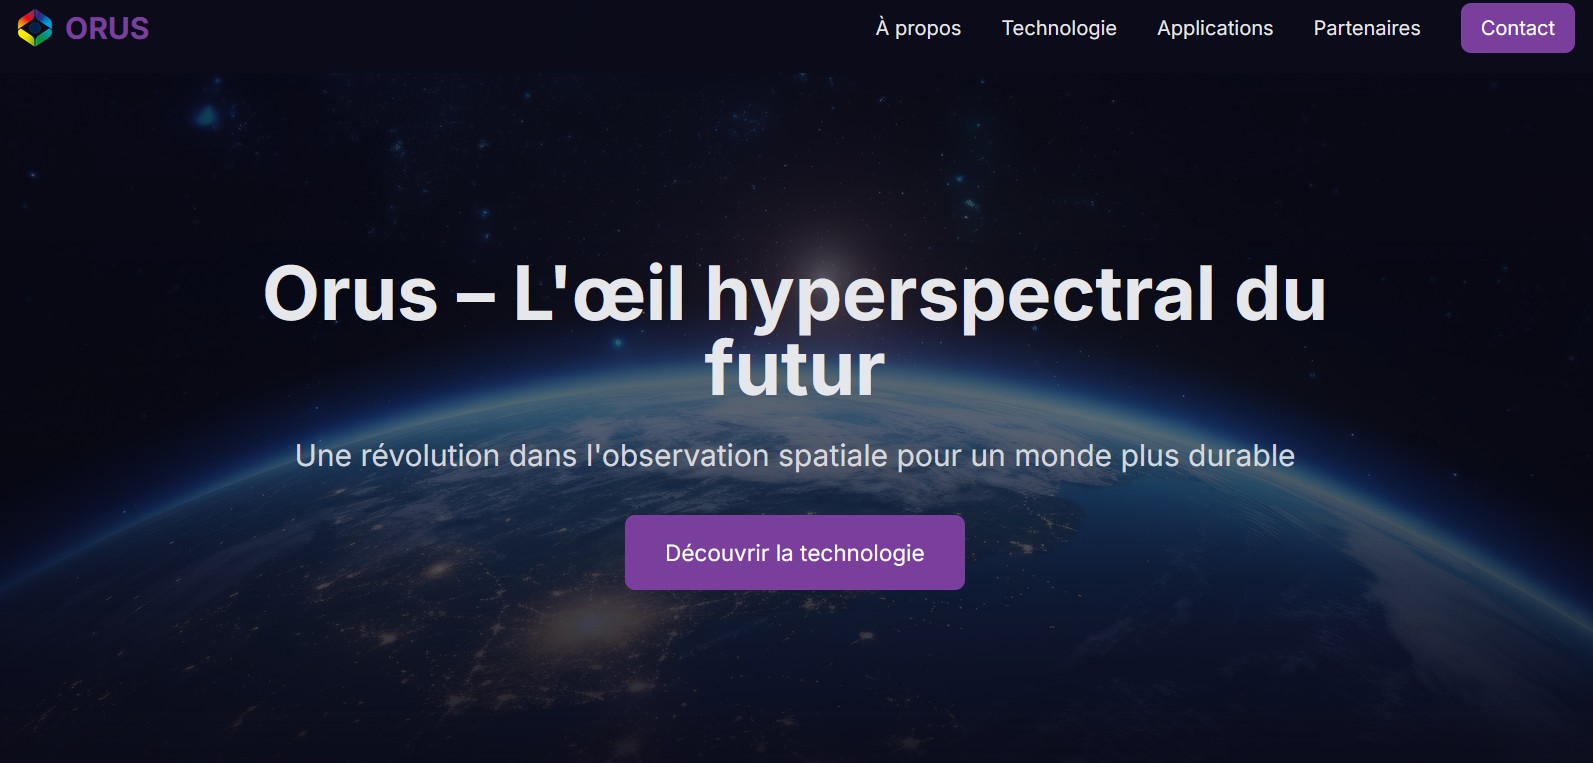 ORUS
À propos
Technologie
Applications
Partenaires
Contact
Orus – L'œil hyperspectral du
futur
Une révolution dans l'observation spatiale pour un monde plus durable
Découvrir la technologie